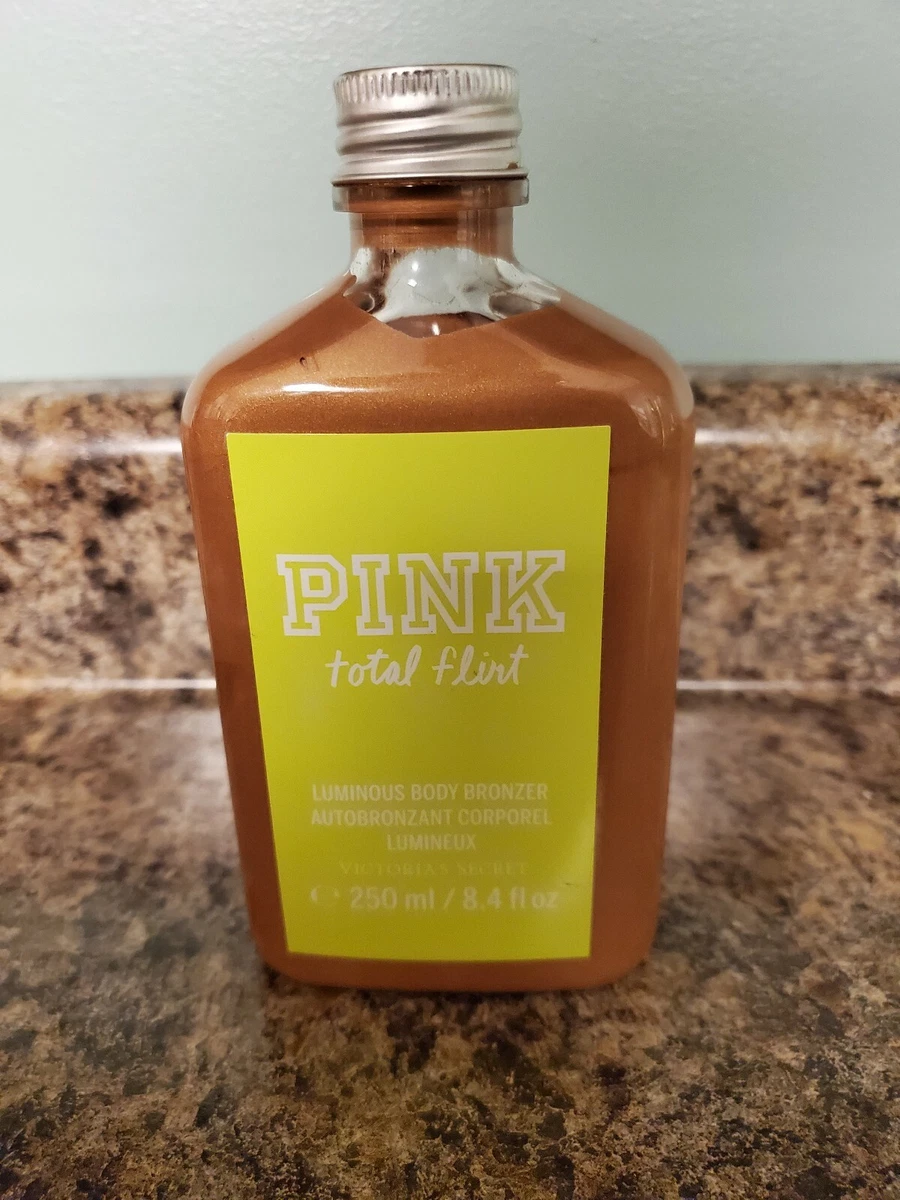 PINK
total flirt
LUMINOUS BODY BRONZER
AUTOBRONZANT CORPOREL
LUMINEUX
VICTORIA'S SECRET
℮ 250 ml / 8.4 fl oz